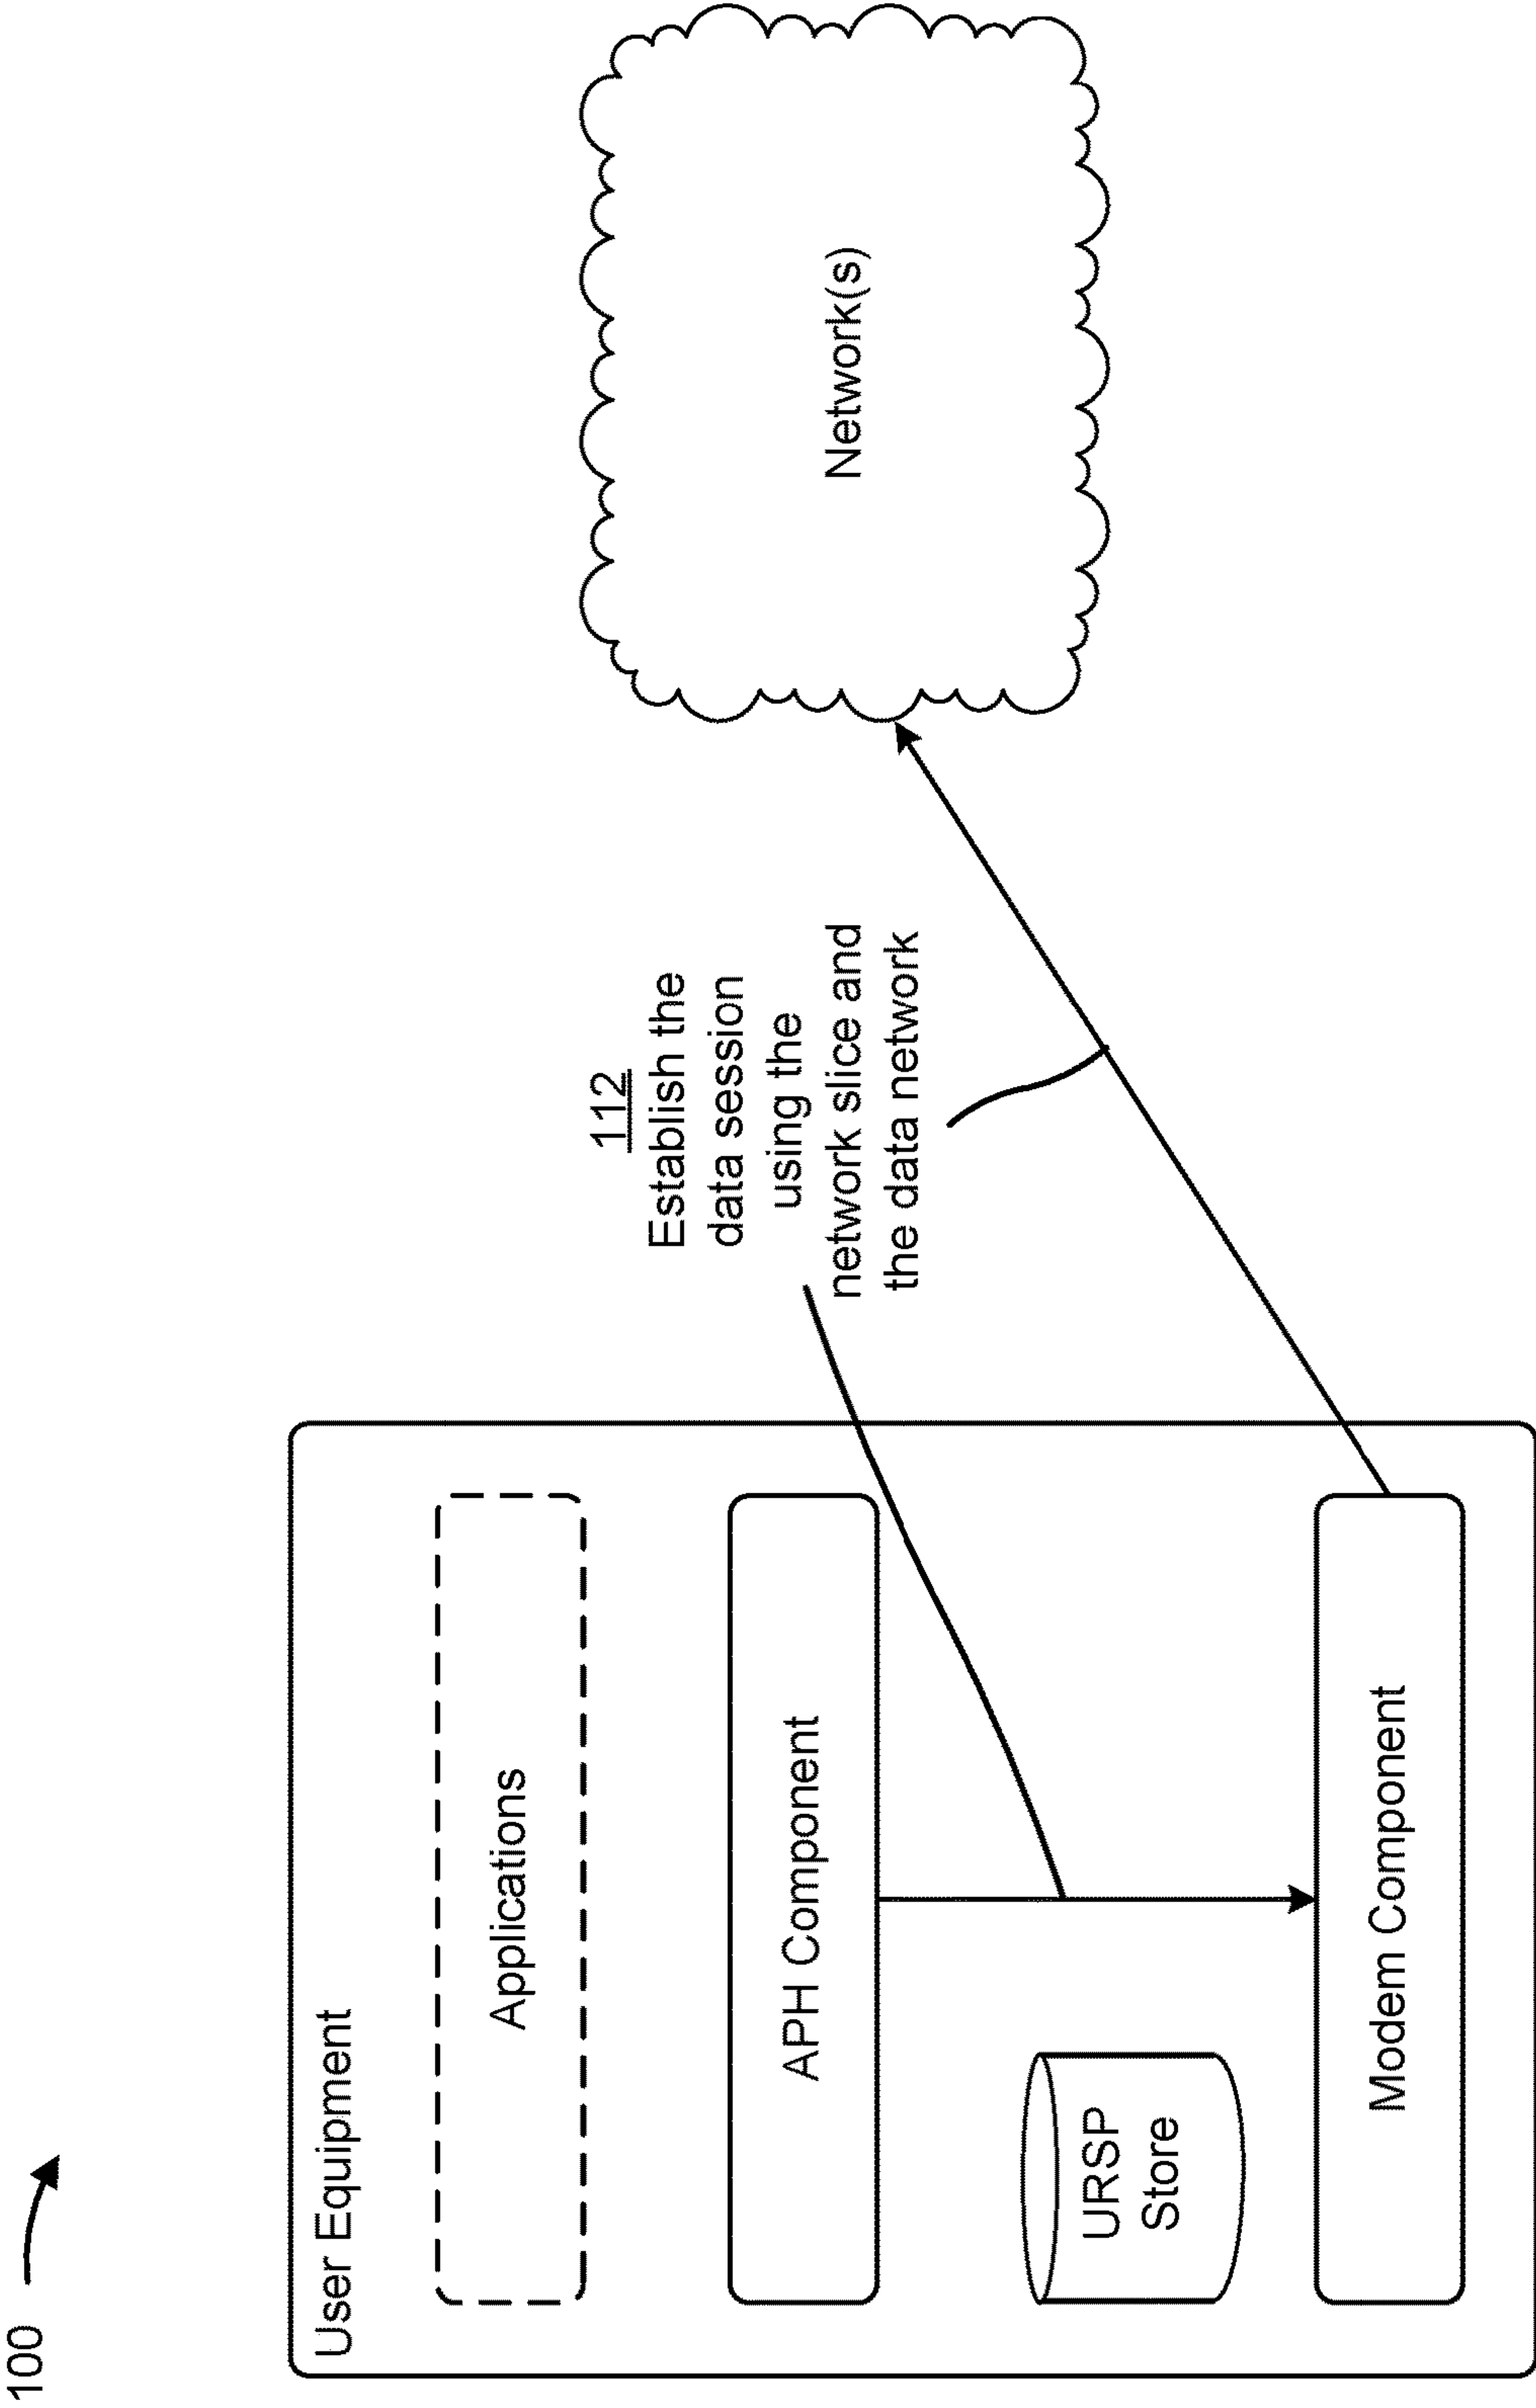 100
User Equipment
Applications
APH Component
URSP
Store
Modem Component
112
Establish the
data session
using the
network slice and
the data network
Network(s)